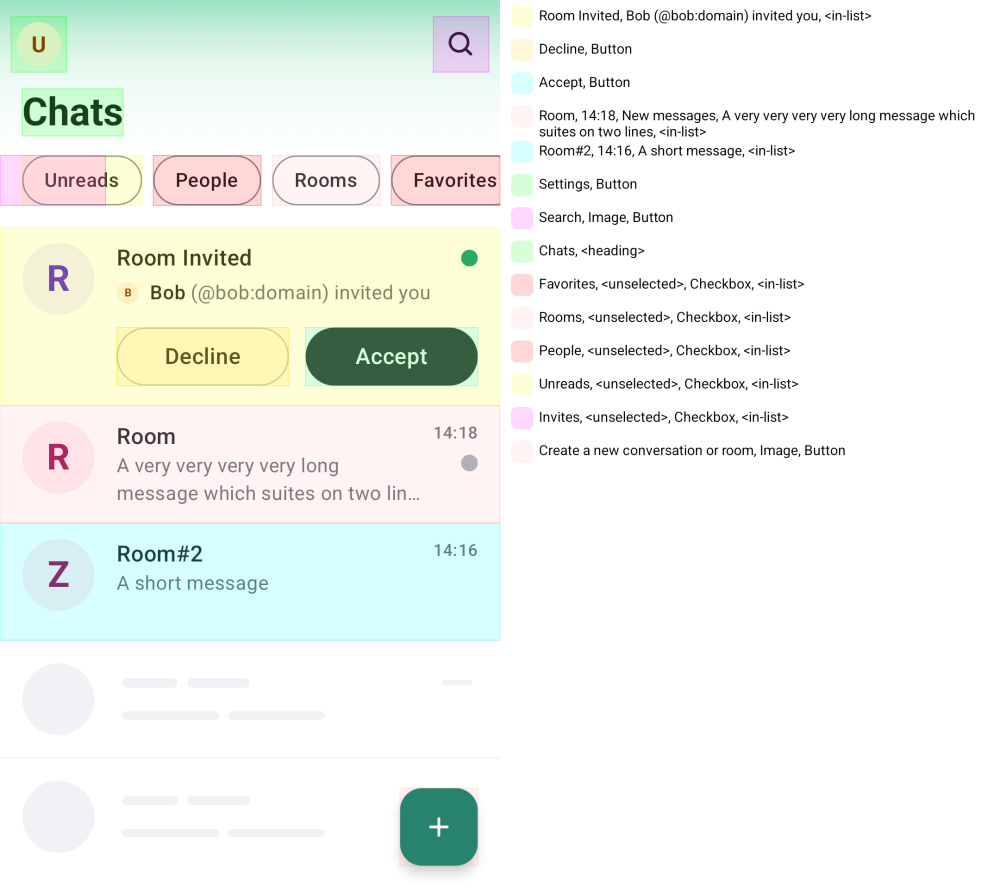 U
Chats
Unreads
People
Rooms
Favorites
R
Room Invited
B
Bob (@bob:domain) invited you
Decline
Accept
R
Room
14:18
A very very very very long
message which suites on two lin…
Z
Room#2
14:16
A short message
Room Invited, Bob (@bob:domain) invited you, <in-list>
Decline, Button
Accept, Button
Room, 14:18, New messages, A very very very very long message which
suites on two lines, <in-list>
Room#2, 14:16, A short message, <in-list>
Settings, Button
Search, Image, Button
Chats, <heading>
Favorites, <unselected>, Checkbox, <in-list>
Rooms, <unselected>, Checkbox, <in-list>
People, <unselected>, Checkbox, <in-list>
Unreads, <unselected>, Checkbox, <in-list>
Invites, <unselected>, Checkbox, <in-list>
Create a new conversation or room, Image, Button